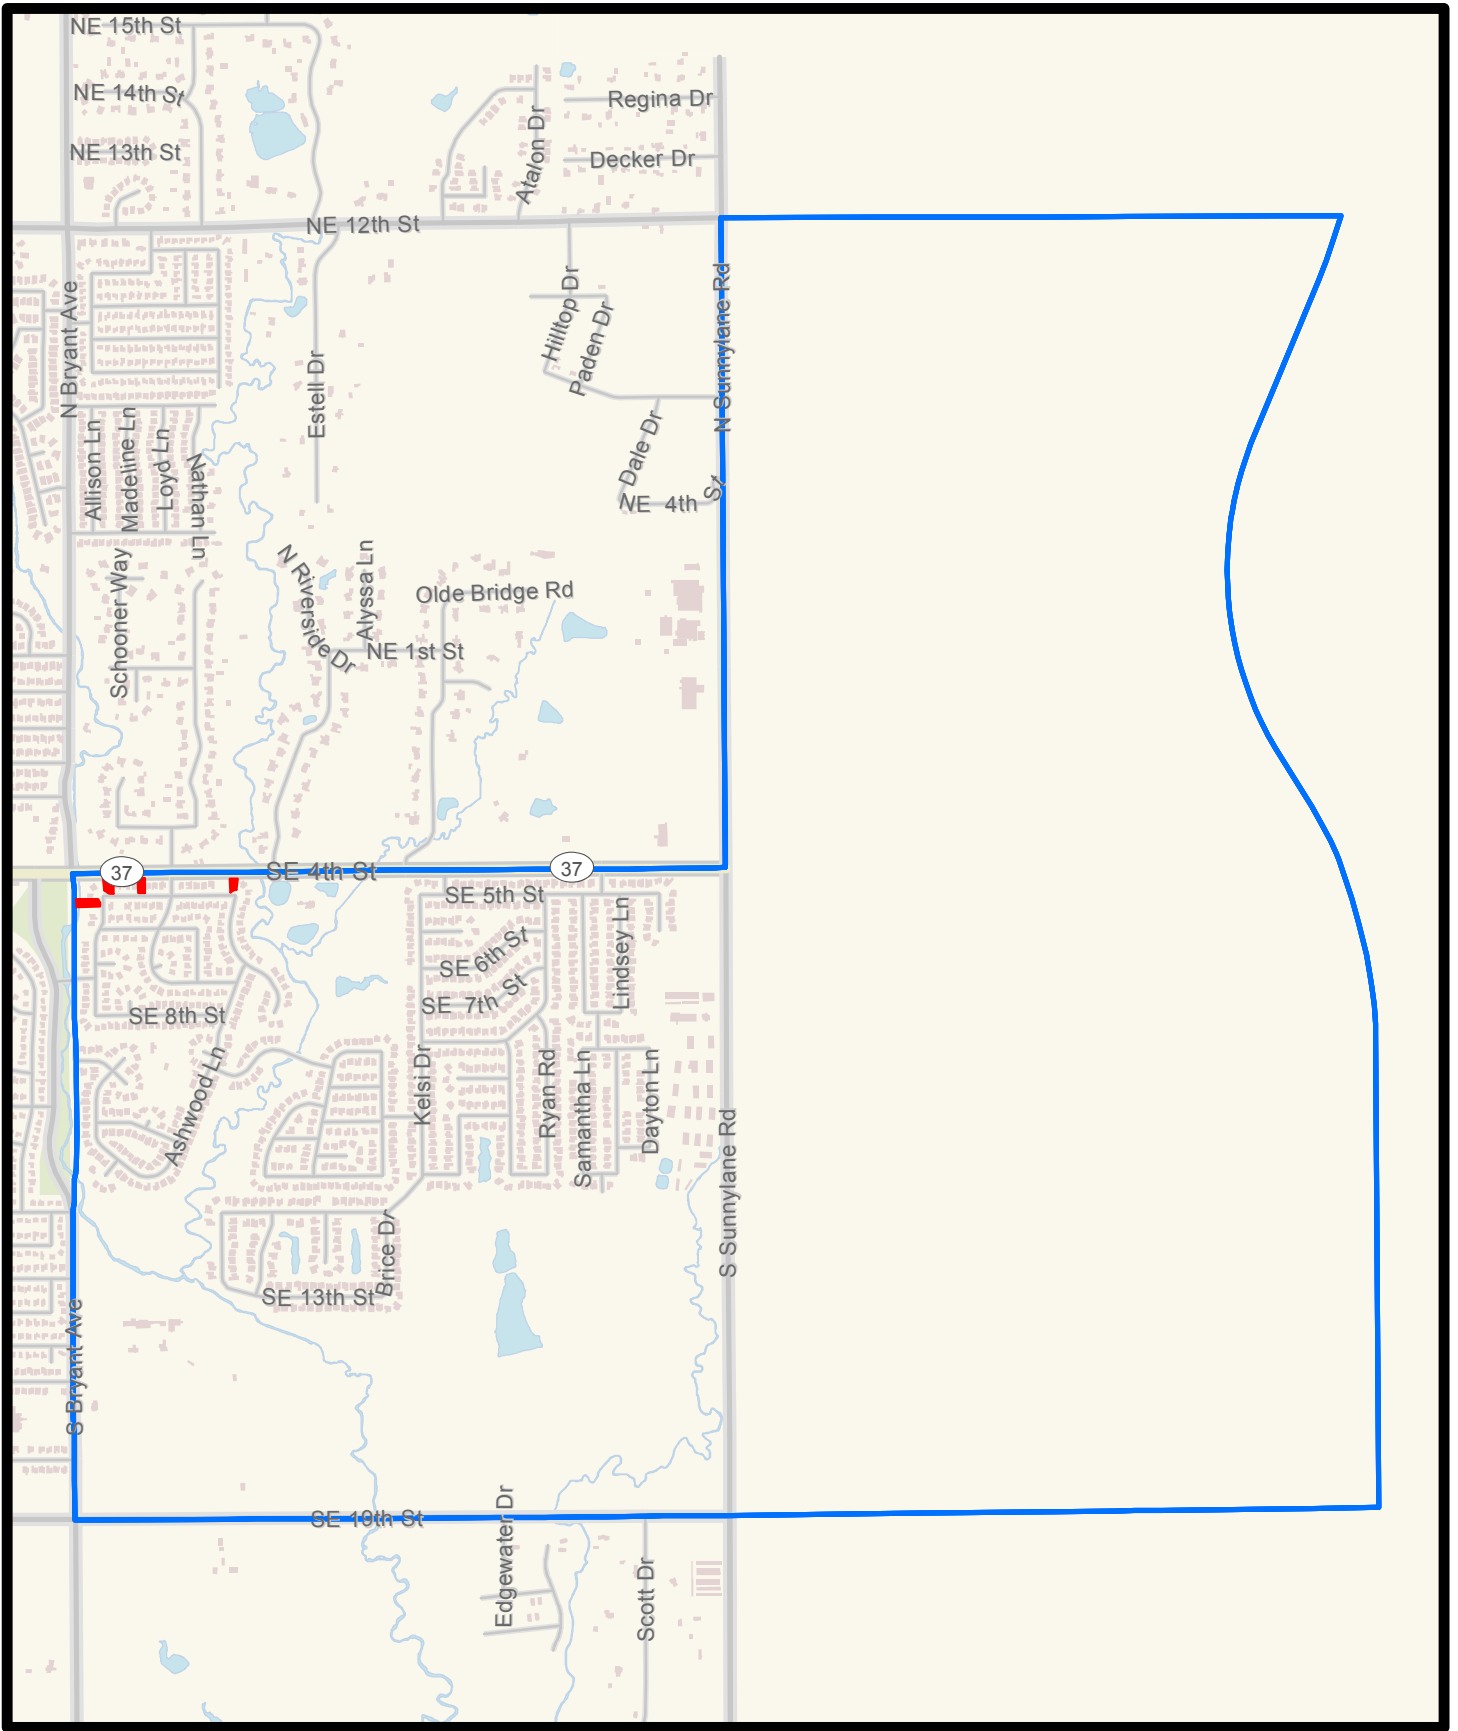 NE 15th St
NE 14th St
Regina Dr
NE 13th St
Atalon Dr
Decker Dr
NE 12th St
N Bryant Ave
Estell Dr
Hilltop Dr
Paden Dr
N Sunnylane Rd
Allison Ln
Madeline Ln
Loyd Ln
Nathan Ln
N Dale Dr
NE 4th St
Schooner Way
N Riverside Dr
Alyssa Ln
Olde Bridge Rd
NE 1st St
37
SE 4th St
37
SE 5th St
SE 6th St
Lindsey Ln
SE 7th St
SE 8th St
Ashwood Ln
Kelsi Dr
Ryan Rd
Samantha Ln
Dayton Ln
S Sunnylane Rd
Brice Dr
SE 13th St
S Bryant Ave
SE 19th St
Edgewater Dr
Scott Dr